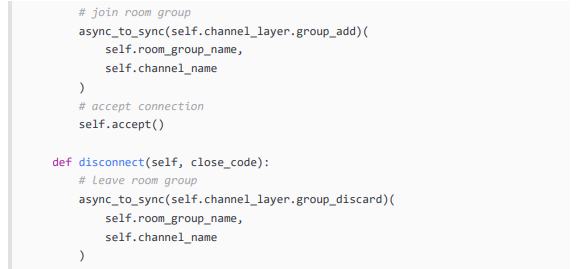 # join room group
async_to_sync(self.channel_layer.group_add)(
    self.room_group_name,
    self.channel_name
)
# accept connection
self.accept()
def disconnect(self, close_code):
# leave room group
async_to_sync(self.channel_layer.group_discard)(
    self.room_group_name,
    self.channel_name
)